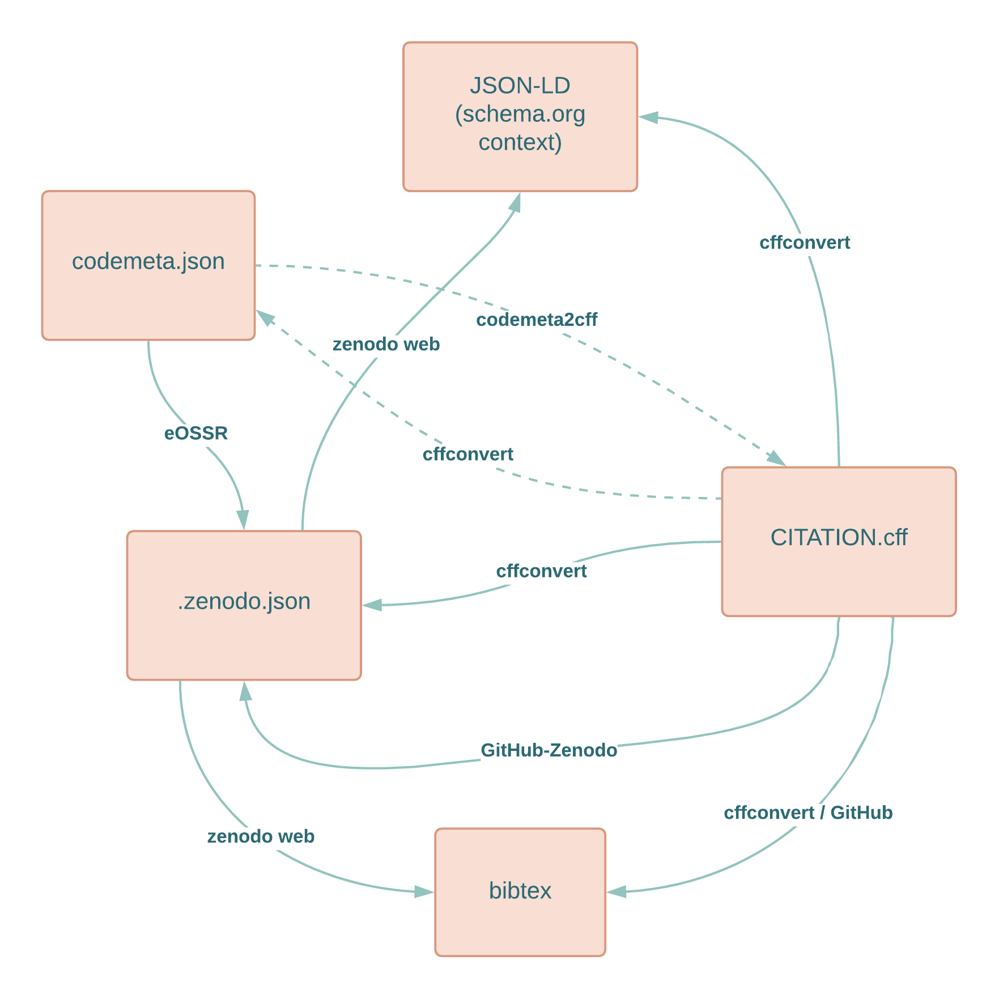 JSON-LD
(schema.org
context)
cffconvert
codemeta.json
codemeta2cff
zenodo web
eOSSR
cffconvert
CITATION.cff
cffconvert
.zenodo.json
GitHub-Zenodo
cffconvert / GitHub
zenodo web
bibtex